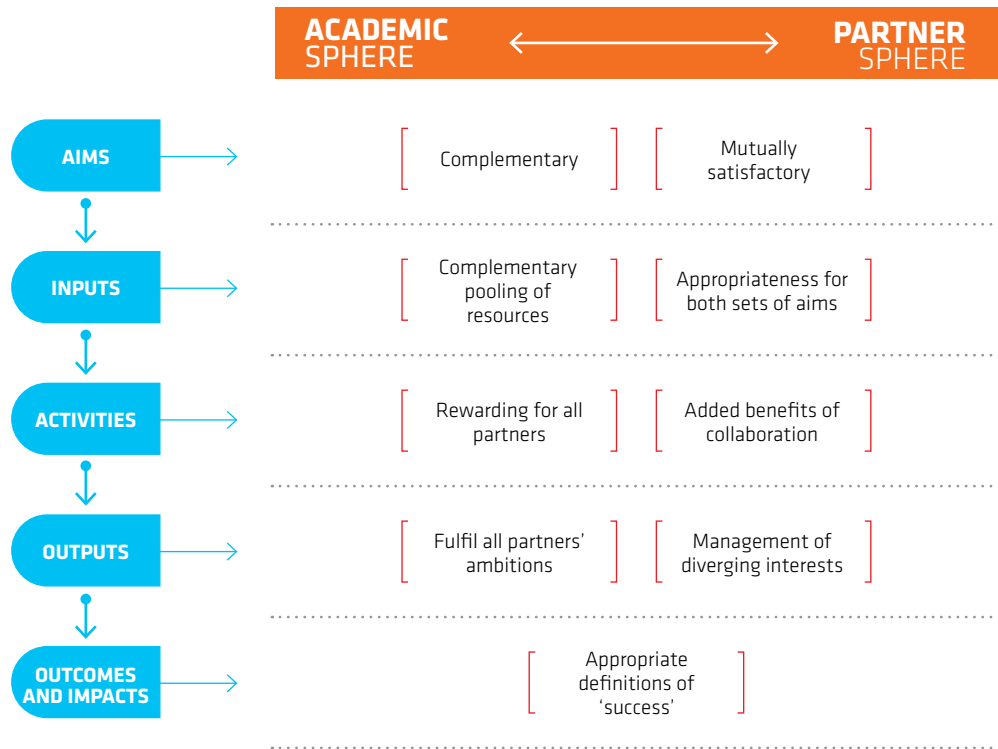 ACADEMIC
SPHERE
PARTNER
SPHERE
AIMS
Complementary
Mutually
satisfactory
INPUTS
Complementary
pooling of
resources
Appropriateness for
both sets of aims
ACTIVITIES
Rewarding for all
partners
Added benefits of
collaboration
OUTPUTS
Fulfil all partners’
ambitions
Management of
diverging interests
OUTCOMES
AND IMPACTS
Appropriate
definitions of
‘success’